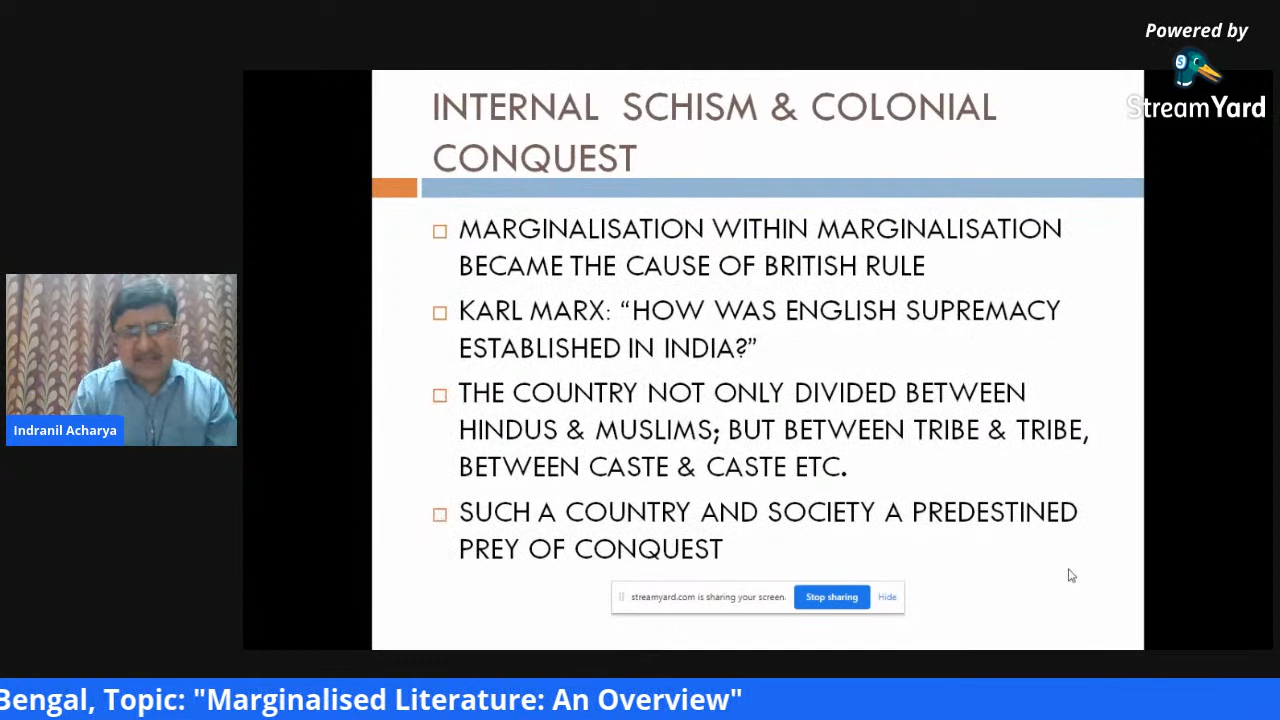 Powered by
StreamYard
INTERNAL SCHISM & COLONIAL
CONQUEST
MARGINALISATION WITHIN MARGINALISATION
BECAME THE CAUSE OF BRITISH RULE
KARL MARX: “HOW WAS ENGLISH SUPREMACY
ESTABLISHED IN INDIA?”
THE COUNTRY NOT ONLY DIVIDED BETWEEN
HINDUS & MUSLIMS; BUT BETWEEN TRIBE & TRIBE,
BETWEEN CASTE & CASTE ETC.
SUCH A COUNTRY AND SOCIETY A PREDESTINED
PREY OF CONQUEST
Indranil Acharya
streamyard.com is sharing your screen. Stop sharing Hide
Bengal, Topic: "Marginalised Literature: An Overview"